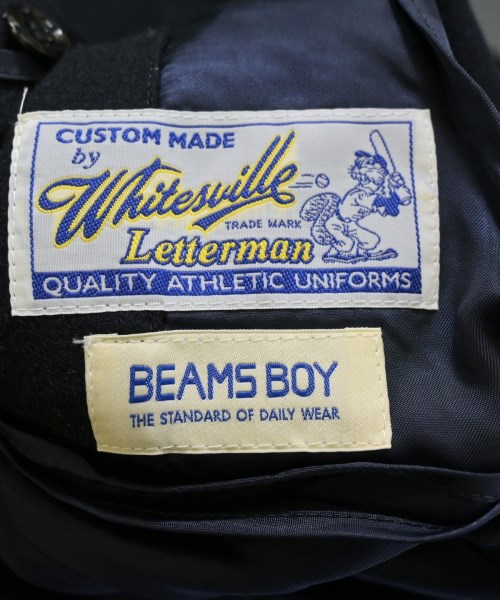 CUSTOM MADE
by
Whitesville
TRADE MARK
Letterman
QUALITY ATHLETIC UNIFORMS
BEAMS BOY
THE STANDARD OF DAILY WEAR